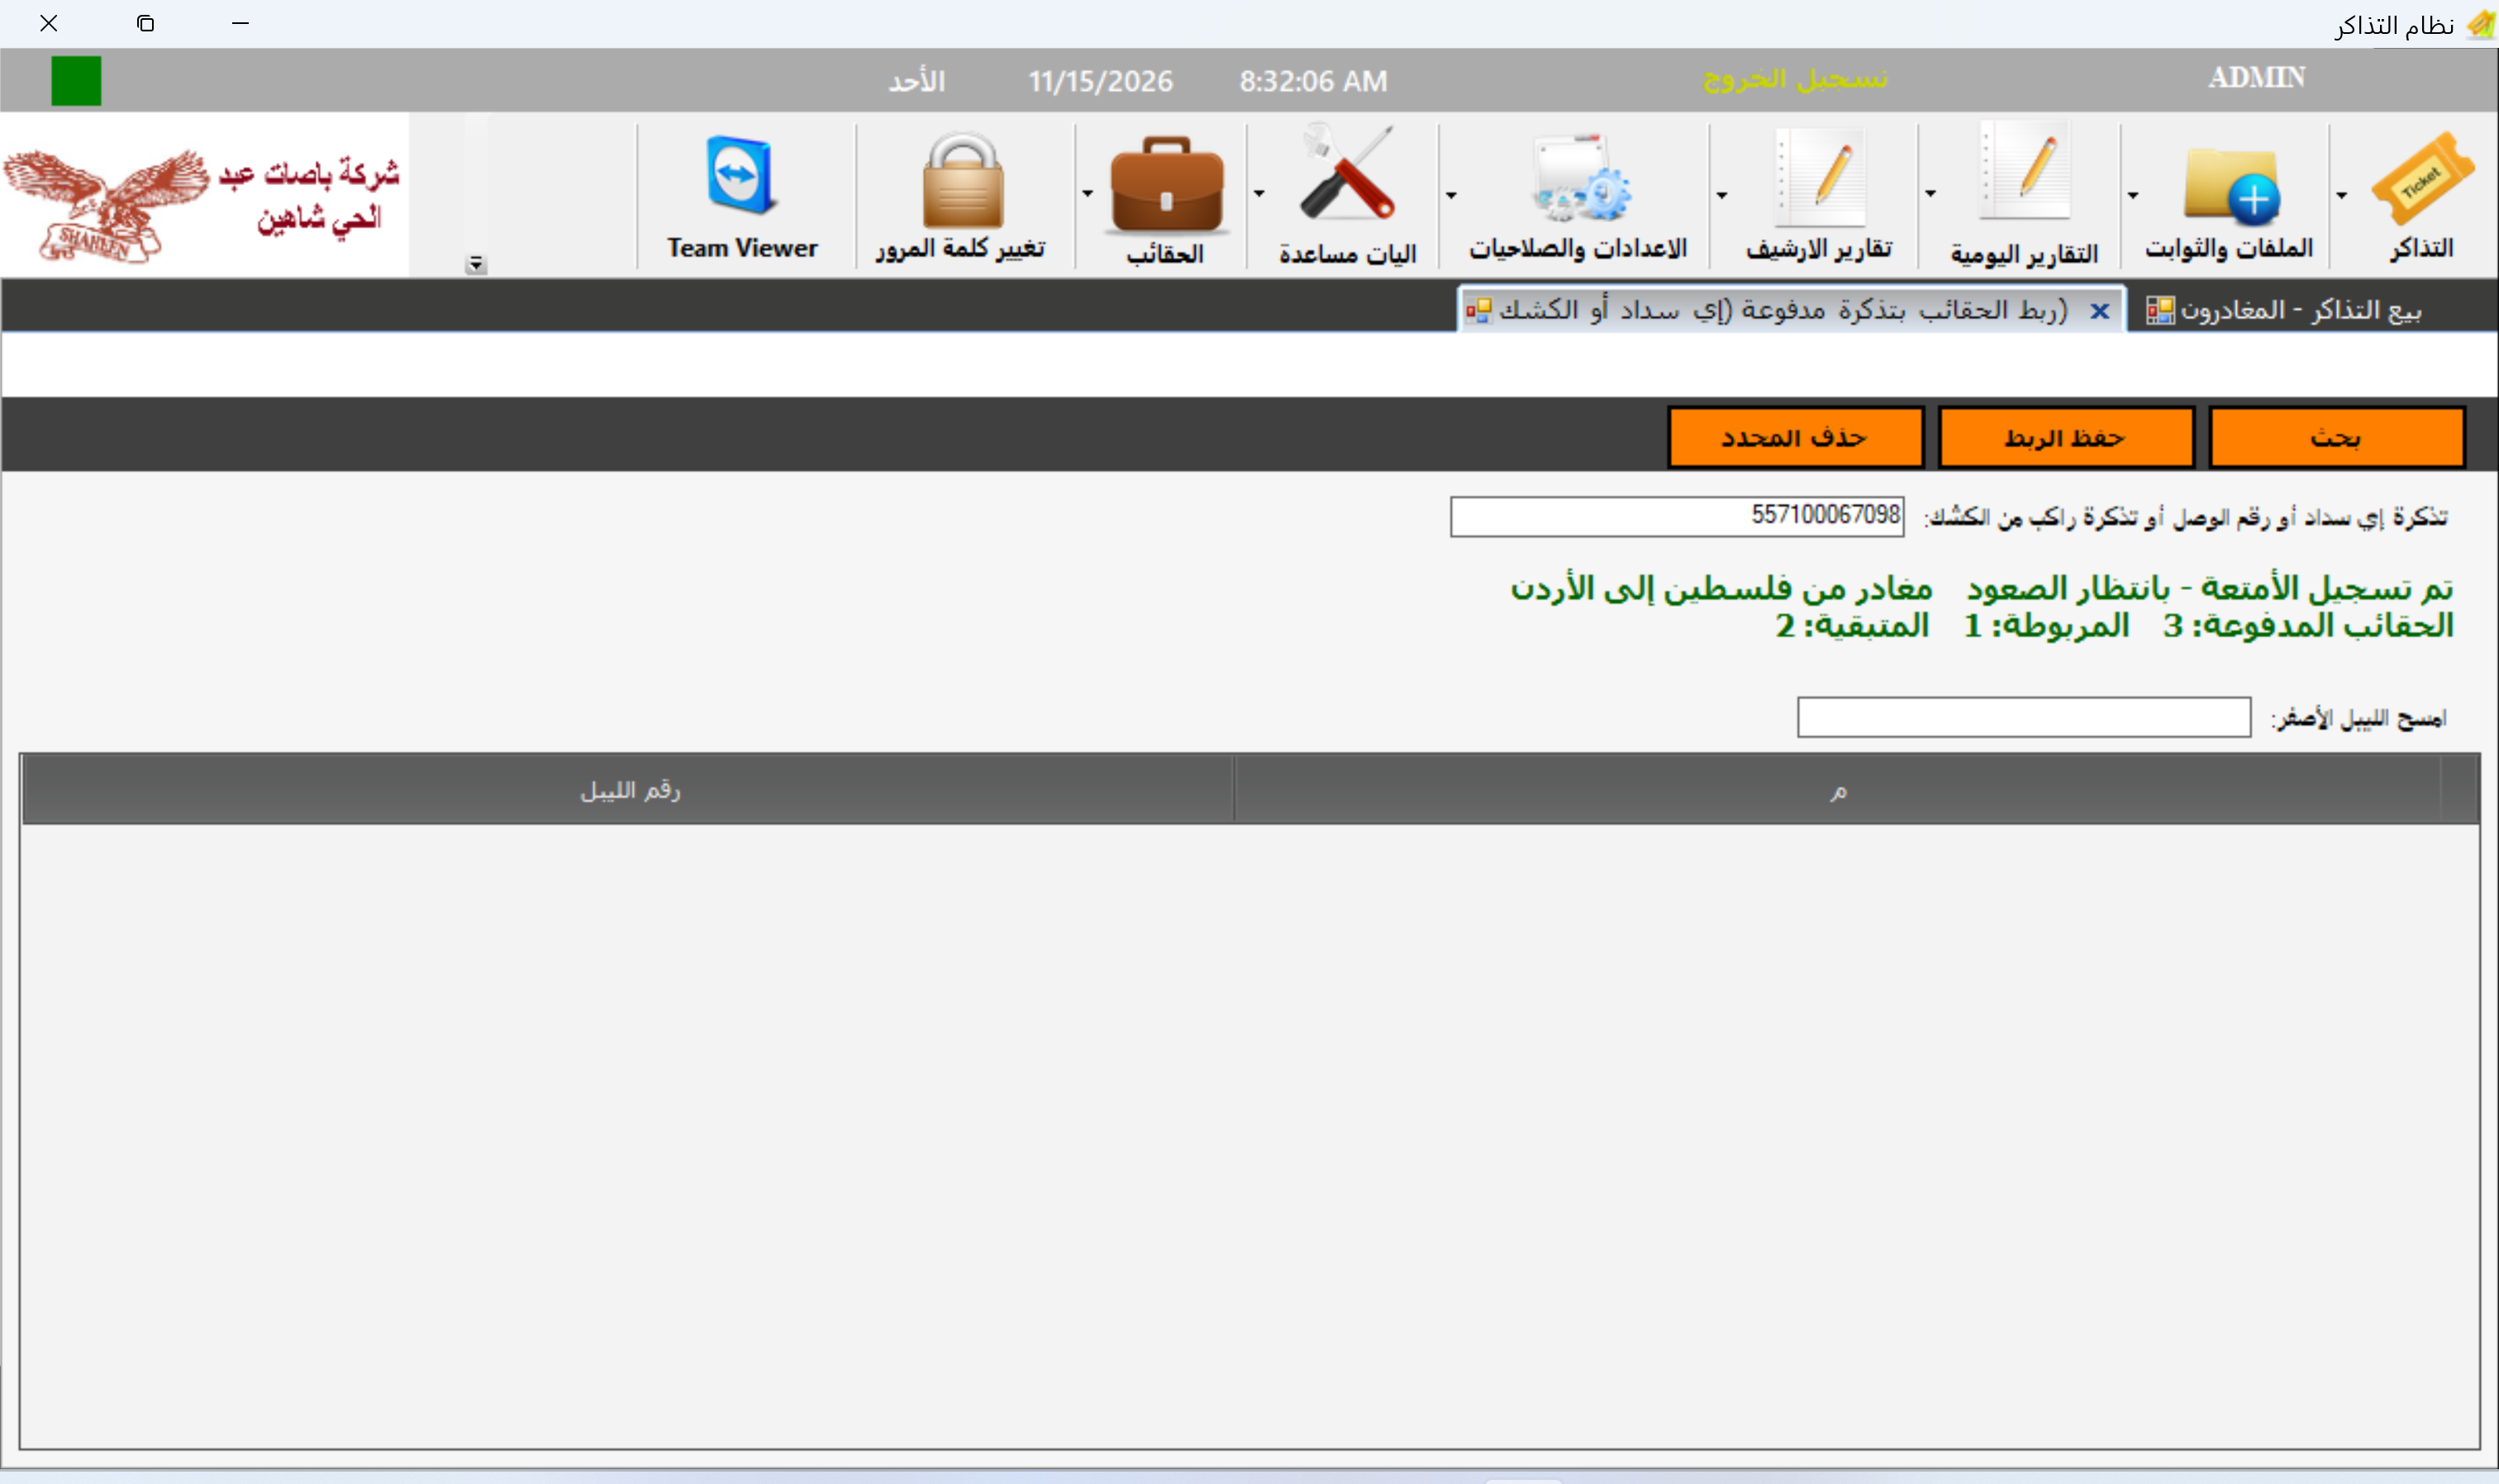 نظام التذاكر
ADMIN
تسجيل الخروج
8:32:06 AM
11/15/2026
الأحد
التذاكر
الملفات والثوابت
التقارير اليومية
تقارير الارشيف
الاعدادات والصلاحيات
اليات مساعدة
الحقائب
تغيير كلمة المرور
Team Viewer
شركة باصات عبد
الحي شاهين
SHAHEEN
Ticket
بيع التذاكر - المغادرون
(ربط الحقائب بتذكرة مدفوعة (إي سداد أو الكشك
بحث
حفظ الربط
حذف المحدد
تذكرة إي سداد أو رقم الوصل أو تذكرة راكب من الكشك:
557100067098
تم تسجيل الأمتعة - بانتظار الصعود مغادر من فلسطين إلى الأردن
الحقائب المدفوعة: 3 المربوطة: 1 المتبقية: 2
امسح الليبل الأصفر:
م
رقم الليبل